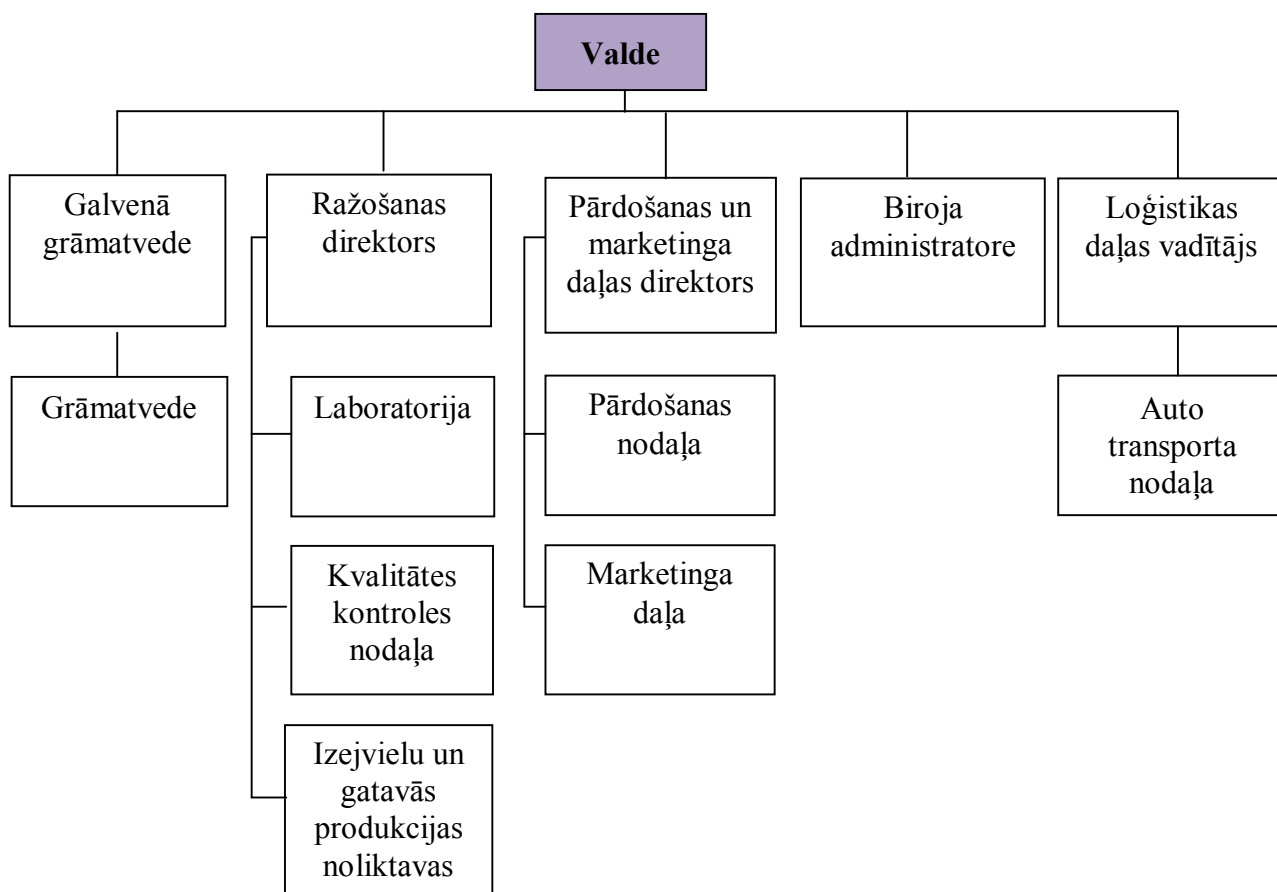 Valde
Galvenā
grāmatvede
Ražošanas
direktors
Pārdošanas un
marketinga
daļas direktors
Biroja
administratore
Loģistikas
daļas vadītājs
Grāmatvede
Laboratorija
Pārdošanas
nodaļa
Auto
transporta
nodaļa
Kvalitātes
kontroles
nodaļa
Marketinga
daļa
Izejvielu un
gatavās
produkcijas
noliktavas